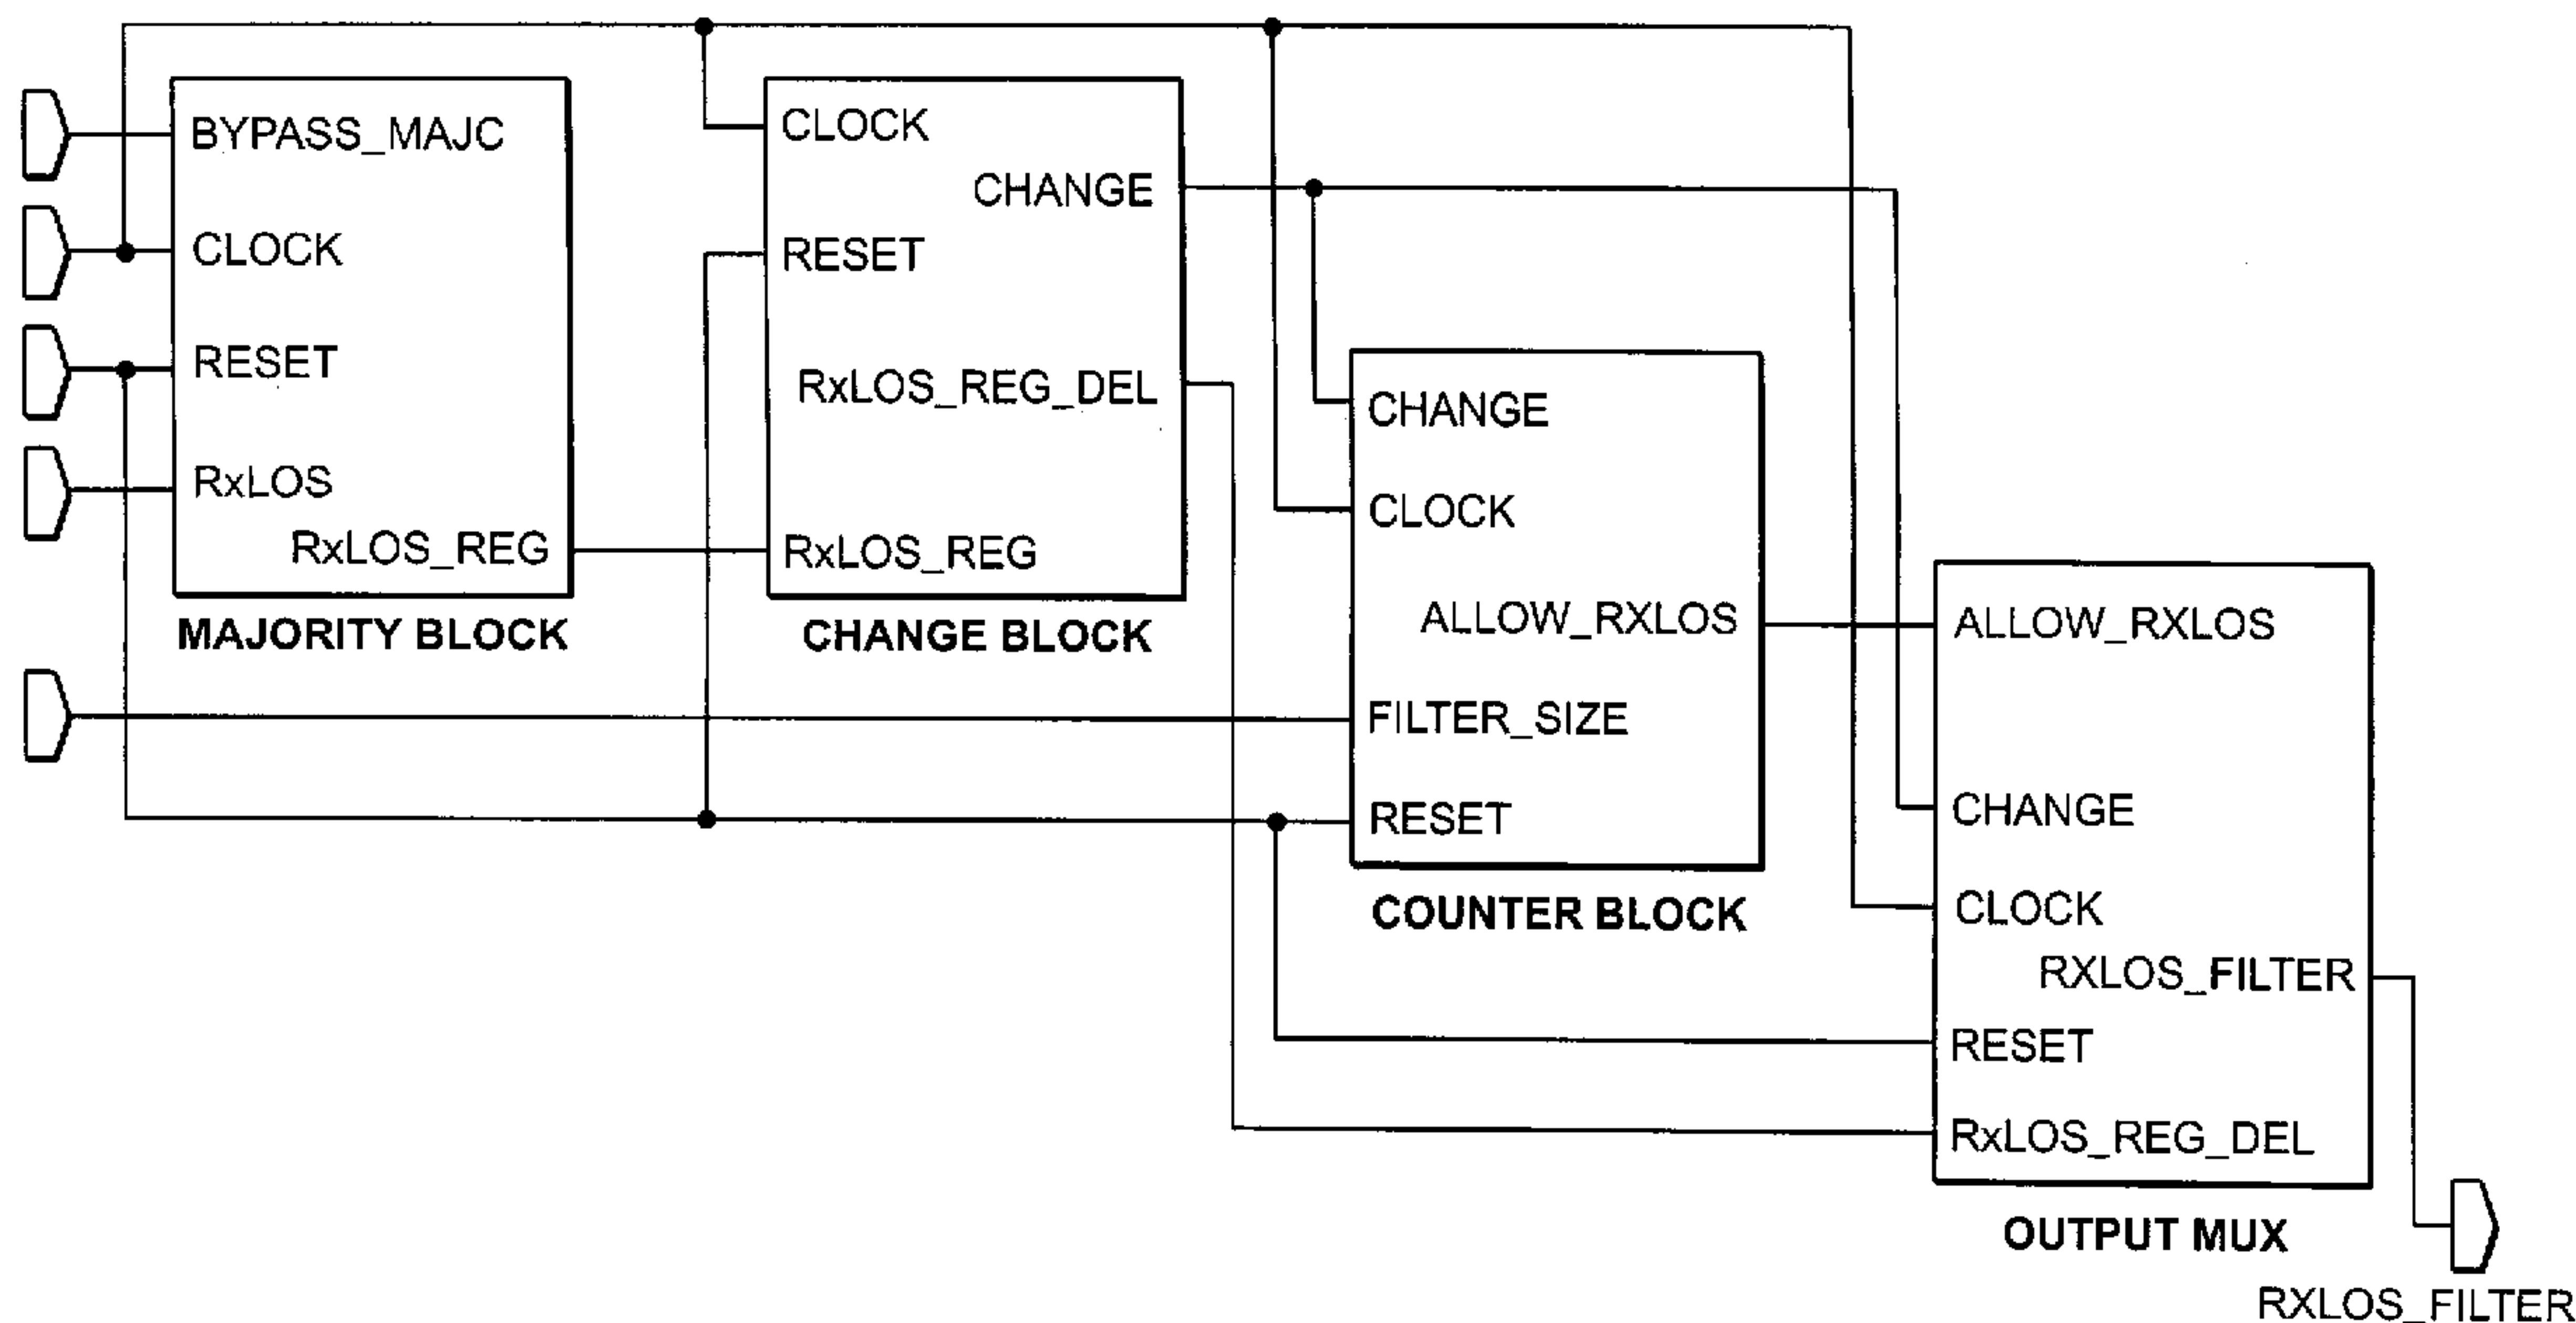 BYPASS_MAJC
CLOCK
RESET
RxLOS
RxLOS_REG
MAJORITY BLOCK
CLOCK
CHANGE
RESET
RxLOS_REG_DEL
RxLOS_REG
CHANGE BLOCK
CHANGE
CLOCK
ALLOW_RXLOS
FILTER_SIZE
RESET
COUNTER BLOCK
ALLOW_RXLOS
CHANGE
CLOCK
RXLOS_FILTER
RESET
RxLOS_REG_DEL
OUTPUT MUX
RXLOS_FILTER